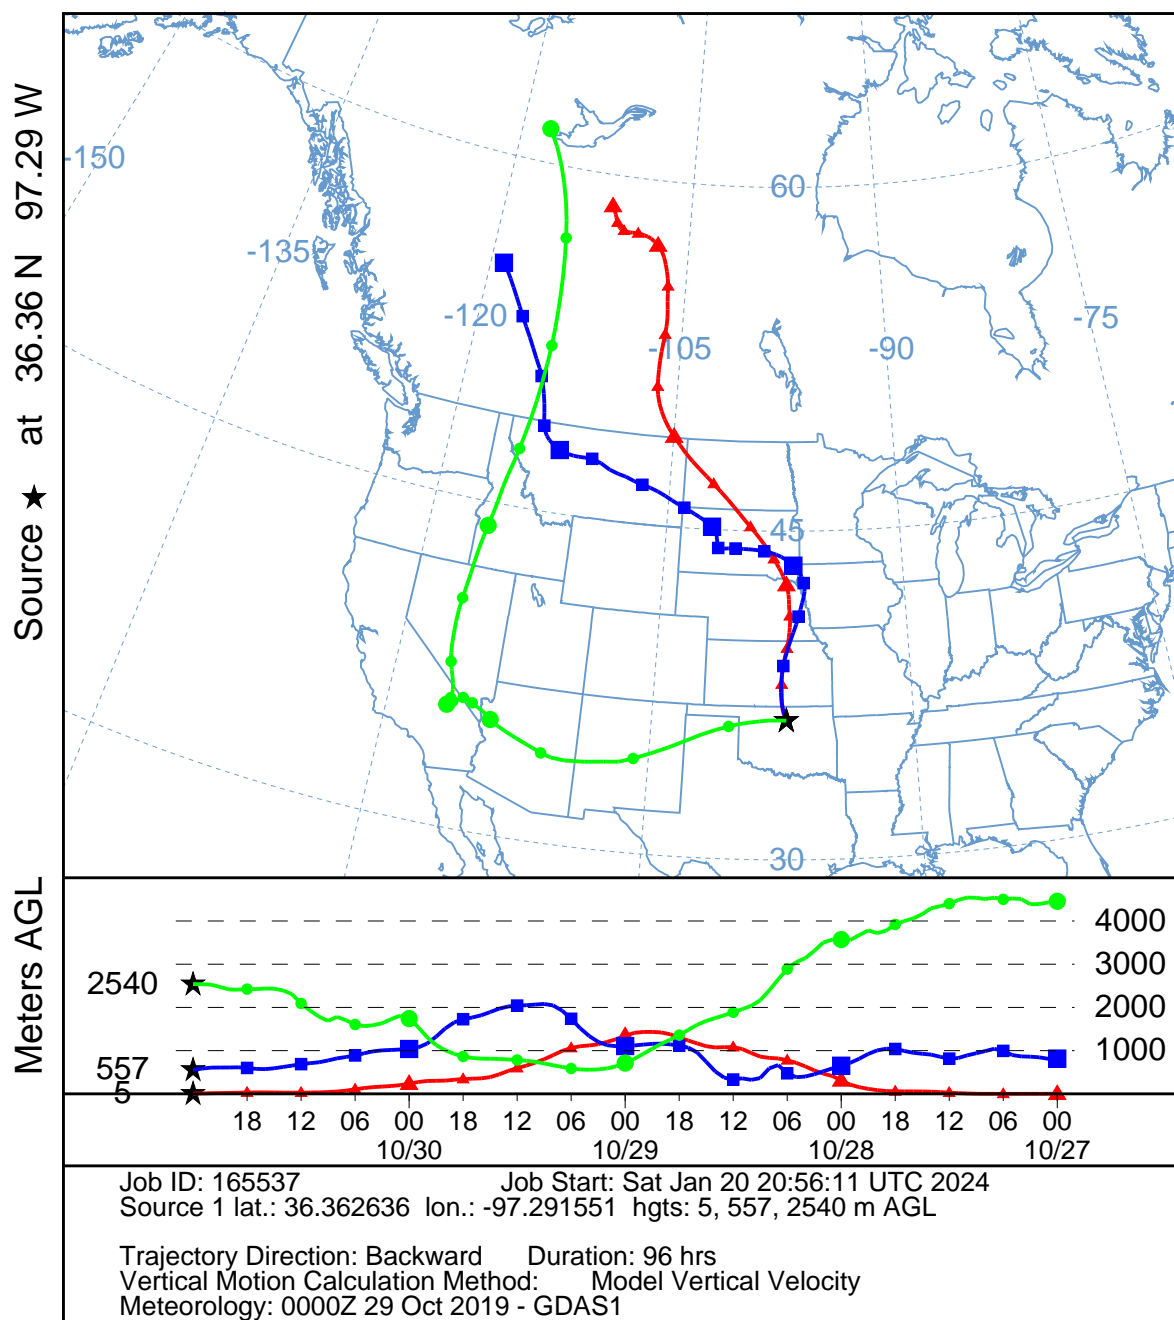 Source ★ at 36.36 N 97.29 W
-150
60
-135
-120
-75
-105
-90
45
30
Meters AGL
2540
557
5
4000
3000
2000
1000
18 12 06 00 18 12 06 00 18 12 06 00 18 12 06 00
10/30 10/29 10/28 10/27
Job ID: 165537 Job Start: Sat Jan 20 20:56:11 UTC 2024
Source 1 lat.: 36.362636 lon.: -97.291551 hgts: 5, 557, 2540 m AGL
Trajectory Direction: Backward Duration: 96 hrs
Vertical Motion Calculation Method: Model Vertical Velocity
Meteorology: 0000Z 29 Oct 2019 - GDAS1